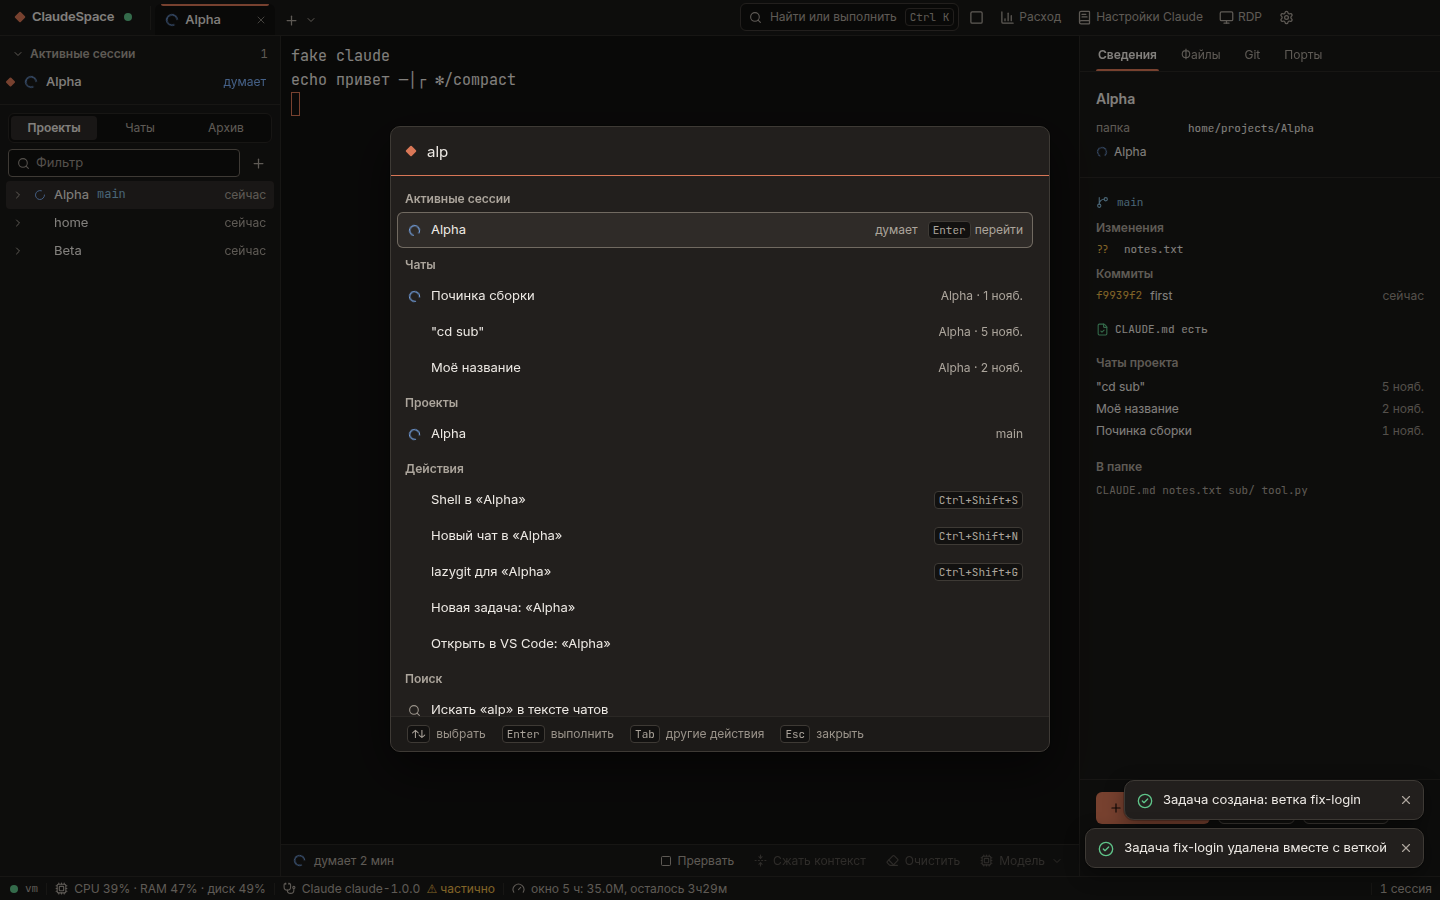 ClaudeSpace
Alpha
Найти или выполнить Ctrl K
Расход
Настройки Claude
RDP
Активные сессии 1
Alpha думает
Проекты Чаты Архив
Фильтр
Alpha main сейчас
home сейчас
Beta сейчас
fake claude
echo привет —│┌ ✻/compact
alp
Активные сессии
Alpha думает Enter перейти
Чаты
Починка сборки Alpha · 1 нояб.
"cd sub" Alpha · 5 нояб.
Моё название Alpha · 2 нояб.
Проекты
Alpha main
Действия
Shell в «Alpha» Ctrl+Shift+S
Новый чат в «Alpha» Ctrl+Shift+N
lazygit для «Alpha» Ctrl+Shift+G
Новая задача: «Alpha»
Открыть в VS Code: «Alpha»
Поиск
Искать «alp» в тексте чатов
↑↓ выбрать Enter выполнить Tab другие действия Esc закрыть
думает 2 мин
Прервать Сжать контекст Очистить Модель
Сведения Файлы Git Порты
Alpha
папка home/projects/Alpha
Alpha
main
Изменения
?? notes.txt
Коммиты
f9939f2 first сейчас
CLAUDE.md есть
Чаты проекта
"cd sub" 5 нояб.
Моё название 2 нояб.
Починка сборки 1 нояб.
В папке
CLAUDE.md notes.txt sub/ tool.py
Задача создана: ветка fix-login
Задача fix-login удалена вместе с веткой
vm CPU 39% · RAM 47% · диск 49% Claude claude-1.0.0 ⚠ частично окно 5 ч: 35.0M, осталось 3ч29м 1 сессия